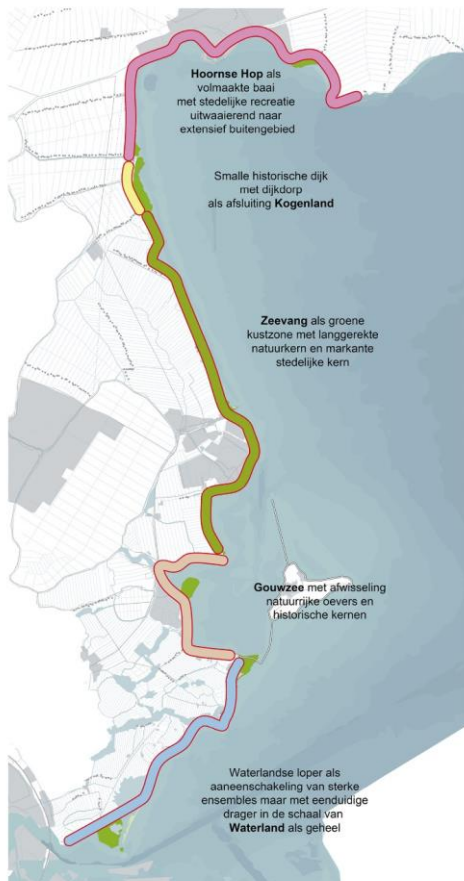 Hoornse Hop als
volmaakte baai
met stedelijke recreatie
uitwaaierend naar
extensief buitengebied
Smalle historische dijk
met dijkdorp
als afsluiting Kogenland
Zeevang als groene
kustzone met langgerekte
natuurkern en markante
stedelijke kern
Gouwzee met afwisseling
natuurrijke oevers en
historische kernen
Waterlandse loper als
aaneenschakeling van sterke
ensembles maar met eenduidige
drager in de schaal van
Waterland als geheel